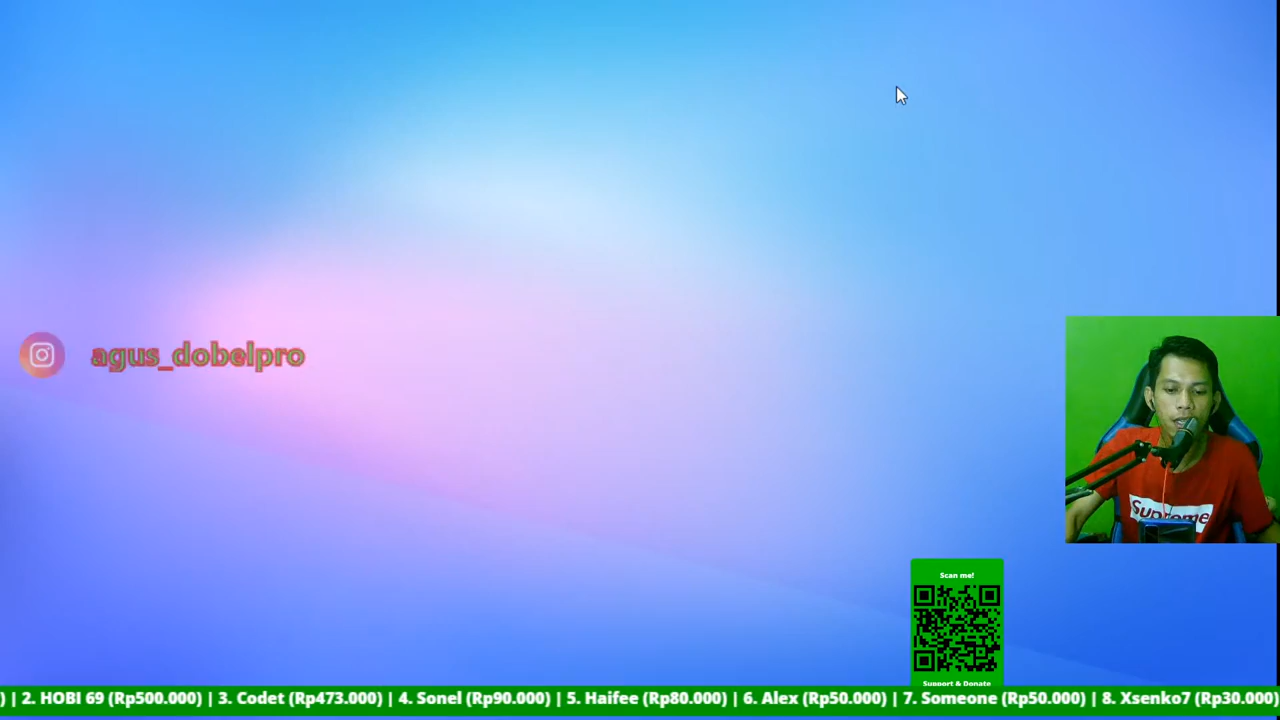 agus_dobelpro
Supreme
Scan me!
Support & Donate
) | 2. HOBI 69 (Rp500.000) | 3. Codet (Rp473.000) | 4. Sonel (Rp90.000) | 5. Haifee (Rp80.000) | 6. Alex (Rp50.000) | 7. Someone (Rp50.000) | 8. Xsenko7 (Rp30.000)